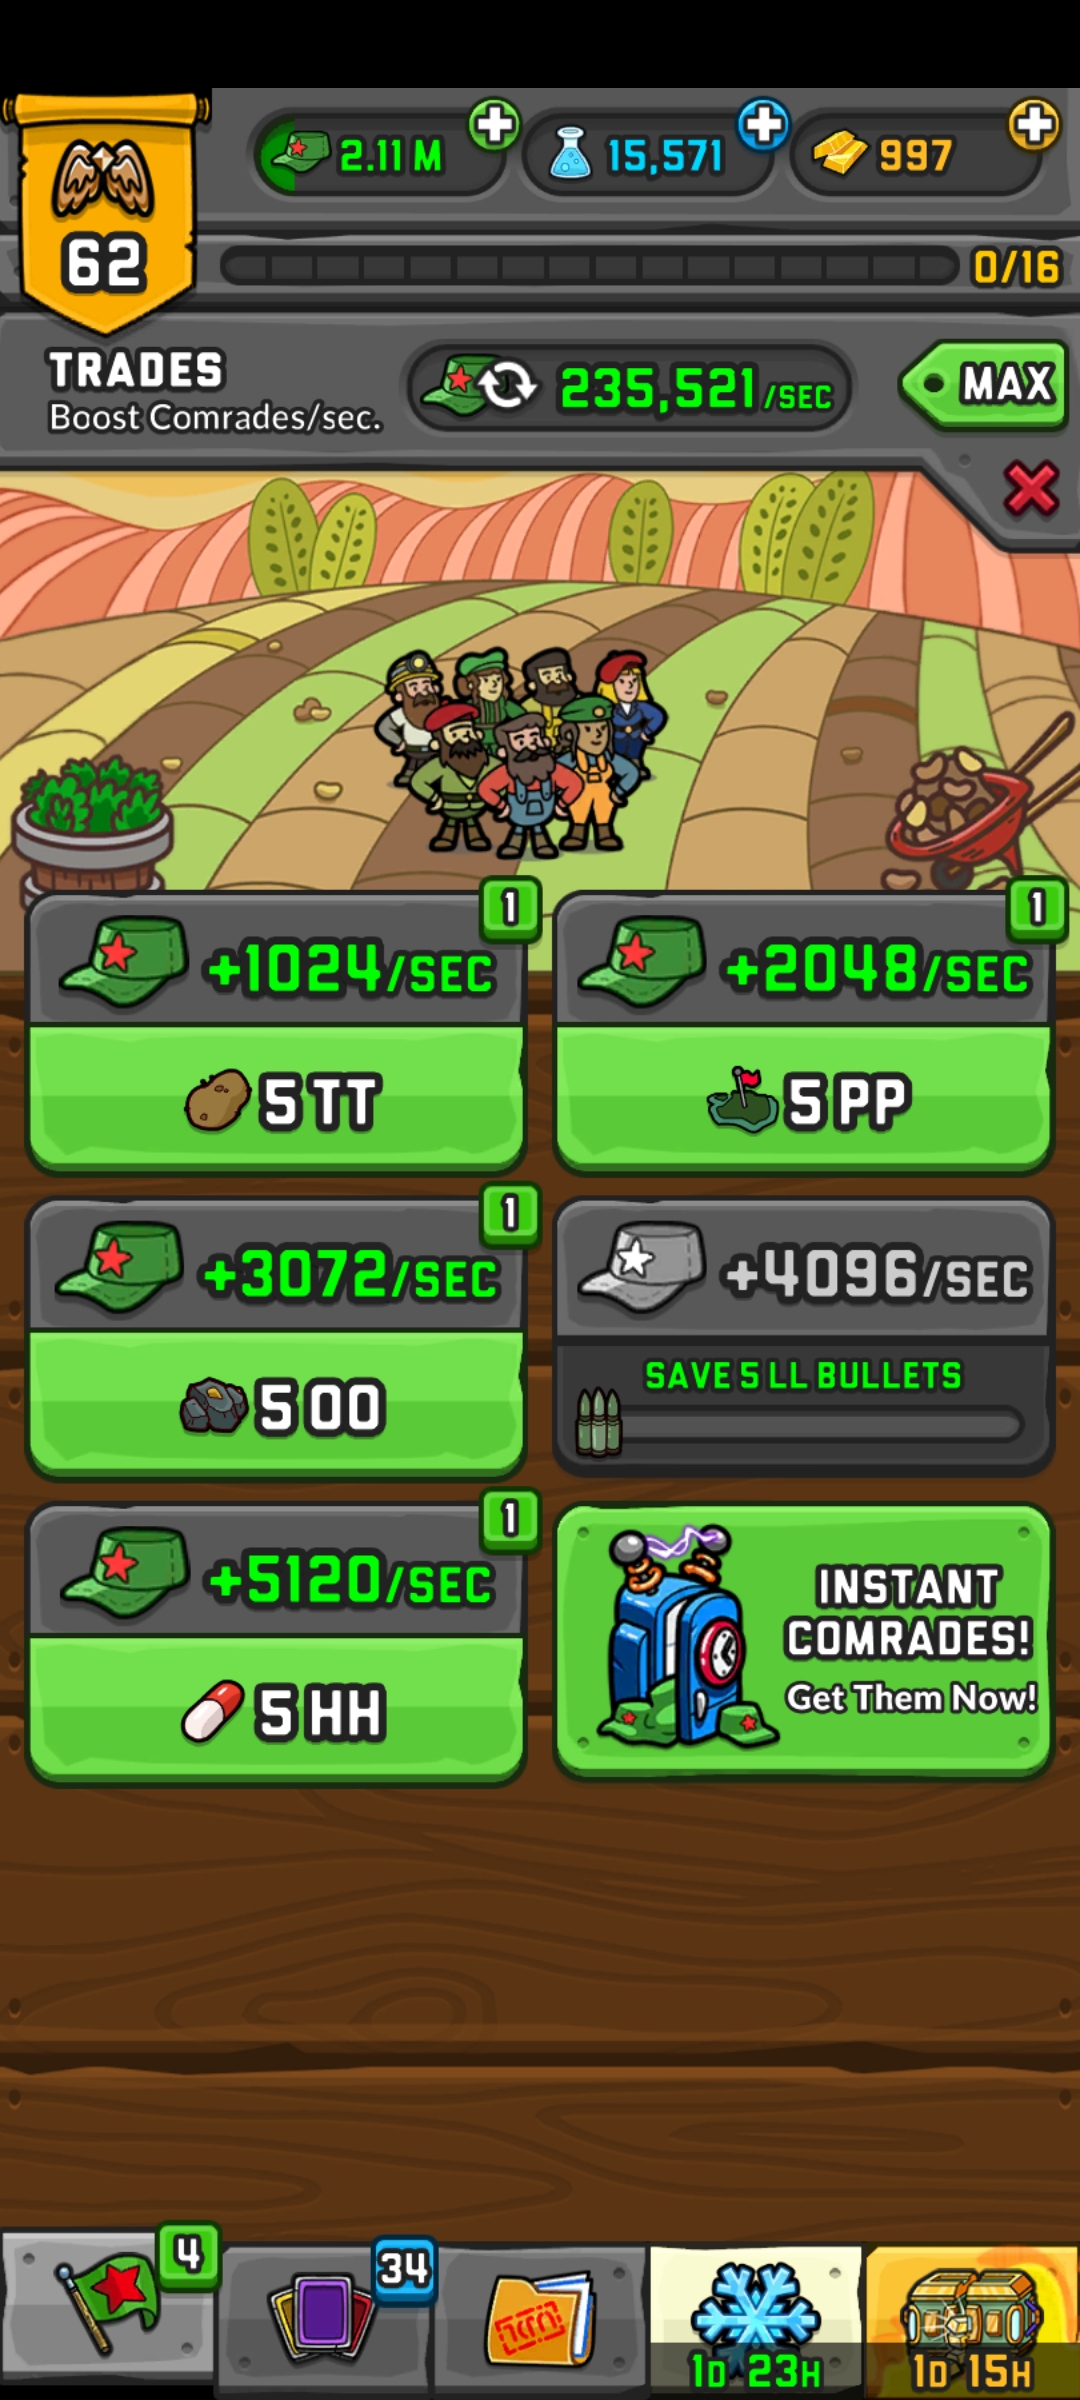 2.11 M
15,571
997
62
0/16
TRADES
Boost Comrades/sec.
235,521/SEC
MAX
1
+1024/SEC
5 TT
1
+2048/SEC
5 PP
1
+3072/SEC
5 OO
+4096/SEC
SAVE 5 LL BULLETS
1
+5120/SEC
5 HH
INSTANT
COMRADES!
Get Them Now!
4
34
1D 23H
1D 15H